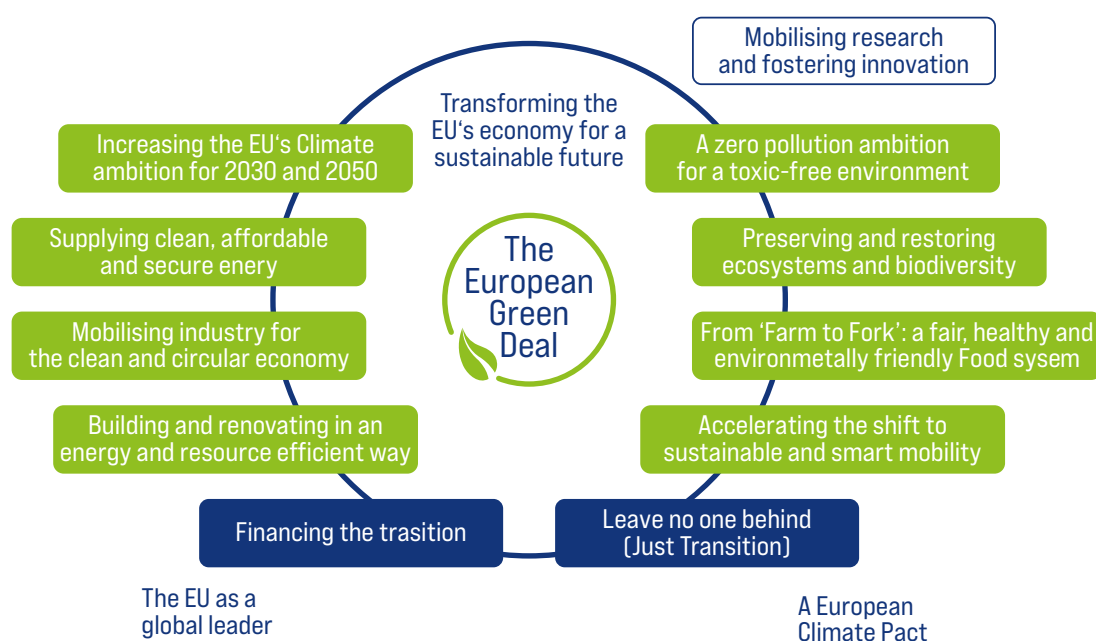 Mobilising research
and fostering innovation
Transforming the
EU‘s economy for a
sustainable future
Increasing the EU‘s Climate
ambition for 2030 and 2050
A zero pollution ambition
for a toxic-free environment
Supplying clean, affordable
and secure enery
Preserving and restoring
ecosystems and biodiversity
The
European
Green
Deal
Mobilising industry for
the clean and circular economy
From ‘Farm to Fork’: a fair, healthy and
environmetally friendly Food sysem
Building and renovating in an
energy and resource efficient way
Accelerating the shift to
sustainable and smart mobility
Financing the trasition
Leave no one behind
(Just Transition)
The EU as a
global leader
A European
Climate Pact